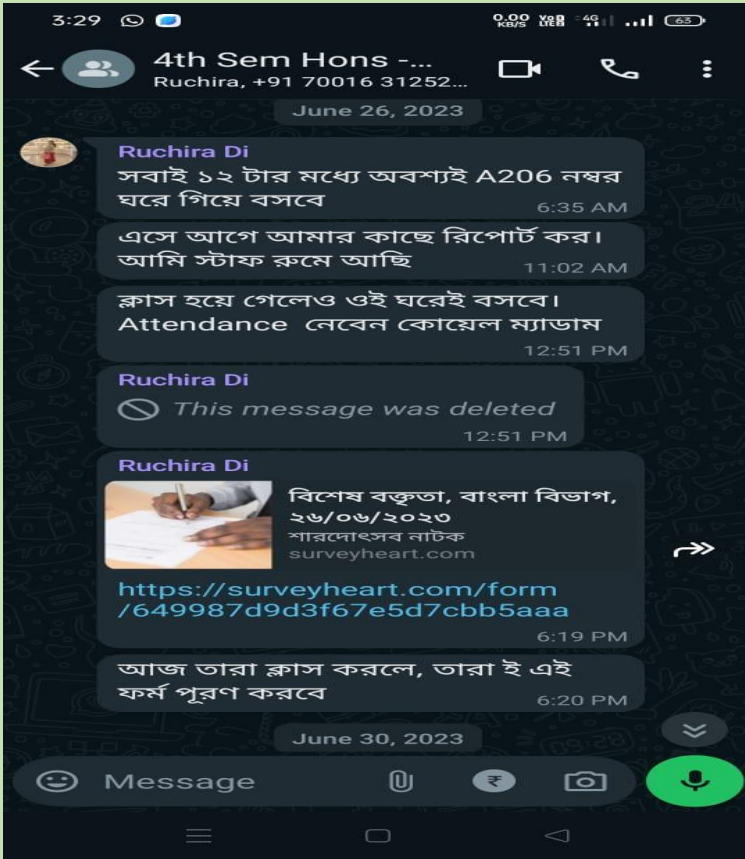 3:29
0.00 KB/S Vo0 LTE2 4G 63
4th Sem Hons -...
Ruchira, +91 70016 31252...
June 26, 2023
Ruchira Di
সবাই ১২ টার মধ্যে অবশ্যই A206 নম্বর
ঘরে গিয়ে বসবে
6:35 AM
এসে আগে আমার কাছে রিপোর্ট কর।
আমি স্টাফ রুমে আছি
11:02 AM
ক্লাস হয়ে গেলেও ওই ঘরেই বসবে।
Attendance নেবেন কোয়েল ম্যাডাম
12:51 PM
Ruchira Di
This message was deleted
12:51 PM
Ruchira Di
বিশেষ বক্তৃতা, বাংলা বিভাগ,
২৬/০৬/২০২৩
শারদোৎসব নাটক
surveyheart.com
https://surveyheart.com/form
/649987d9d3f67e5d7cbb5aaa
6:19 PM
আজ তারা ক্লাস করলে, তারা ই এই
ফর্ম পূরণ করবে
6:20 PM
June 30, 2023
Message